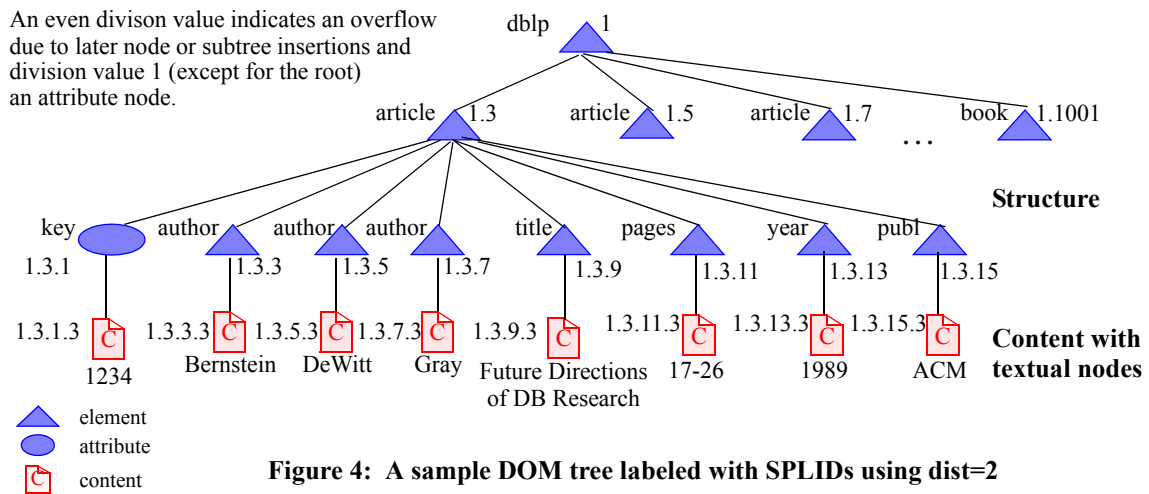 An even divison value indicates an overflow
due to later node or subtree insertions and
division value 1 (except for the root)
an attribute node.
dblp 1
article 1.3 article 1.5 article 1.7 ... book 1.1001
Structure
key author author author title pages year publ
1.3.1 1.3.3 1.3.5 1.3.7 1.3.9 1.3.11 1.3.13 1.3.15
1.3.1.3 C 1.3.3.3 C 1.3.5.3 C 1.3.7.3 C 1.3.9.3 C 1.3.11.3 C 1.3.13.3 C 1.3.15.3 C
Content with
textual nodes
1234 Bernstein DeWitt Gray Future Directions 17-26 1989 ACM
of DB Research
element
attribute
C content
Figure 4: A sample DOM tree labeled with SPLIDs using dist=2